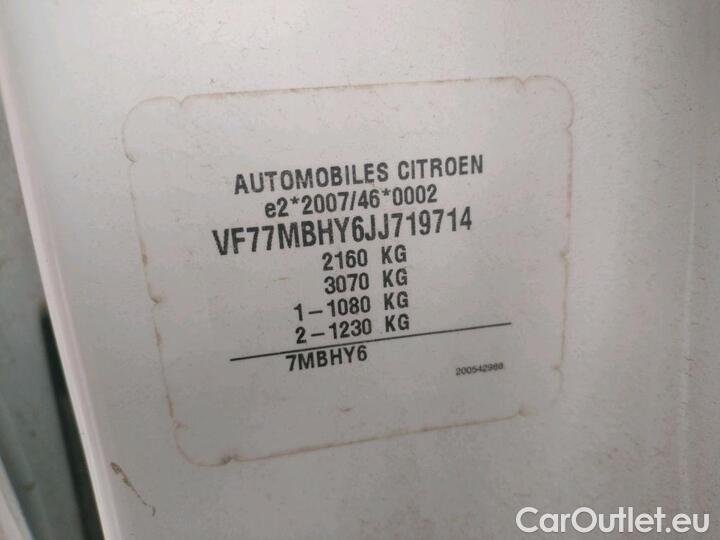 AUTOMOBILES CITROEN
e2*2007/46*0002
VF77MBHY6JJ719714
2160 KG
3070 KG
1-1080 KG
2-1230 KG
7MBHY6
200542988
CarOutlet.eu